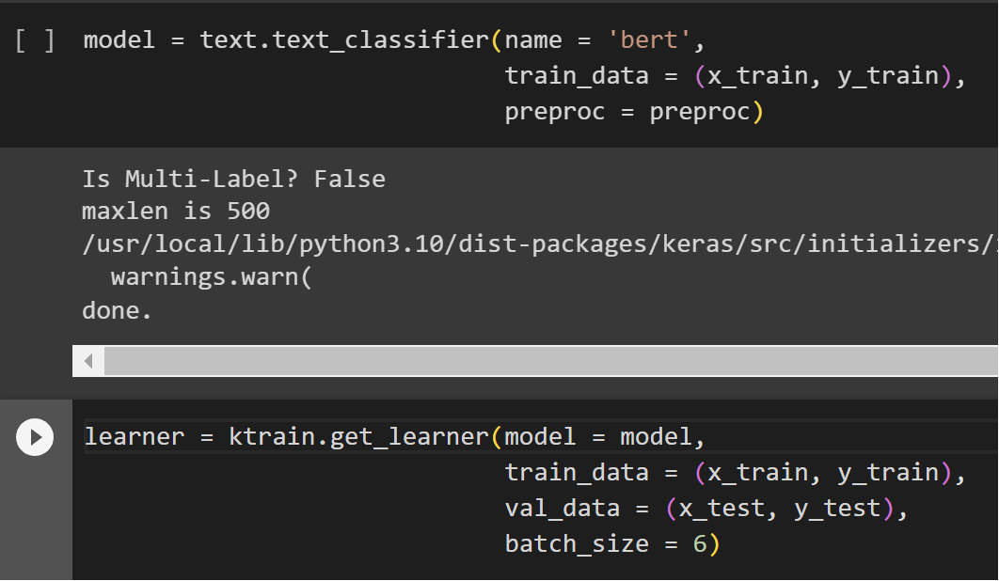 [ ] model = text.text_classifier(name = 'bert',
train_data = (x_train, y_train),
preproc = preproc)
Is Multi-Label? False
maxlen is 500
/usr/local/lib/python3.10/dist-packages/keras/src/initializers/
warnings.warn(
done.
learner = ktrain.get_learner(model = model,
train_data = (x_train, y_train),
val_data = (x_test, y_test),
batch_size = 6)